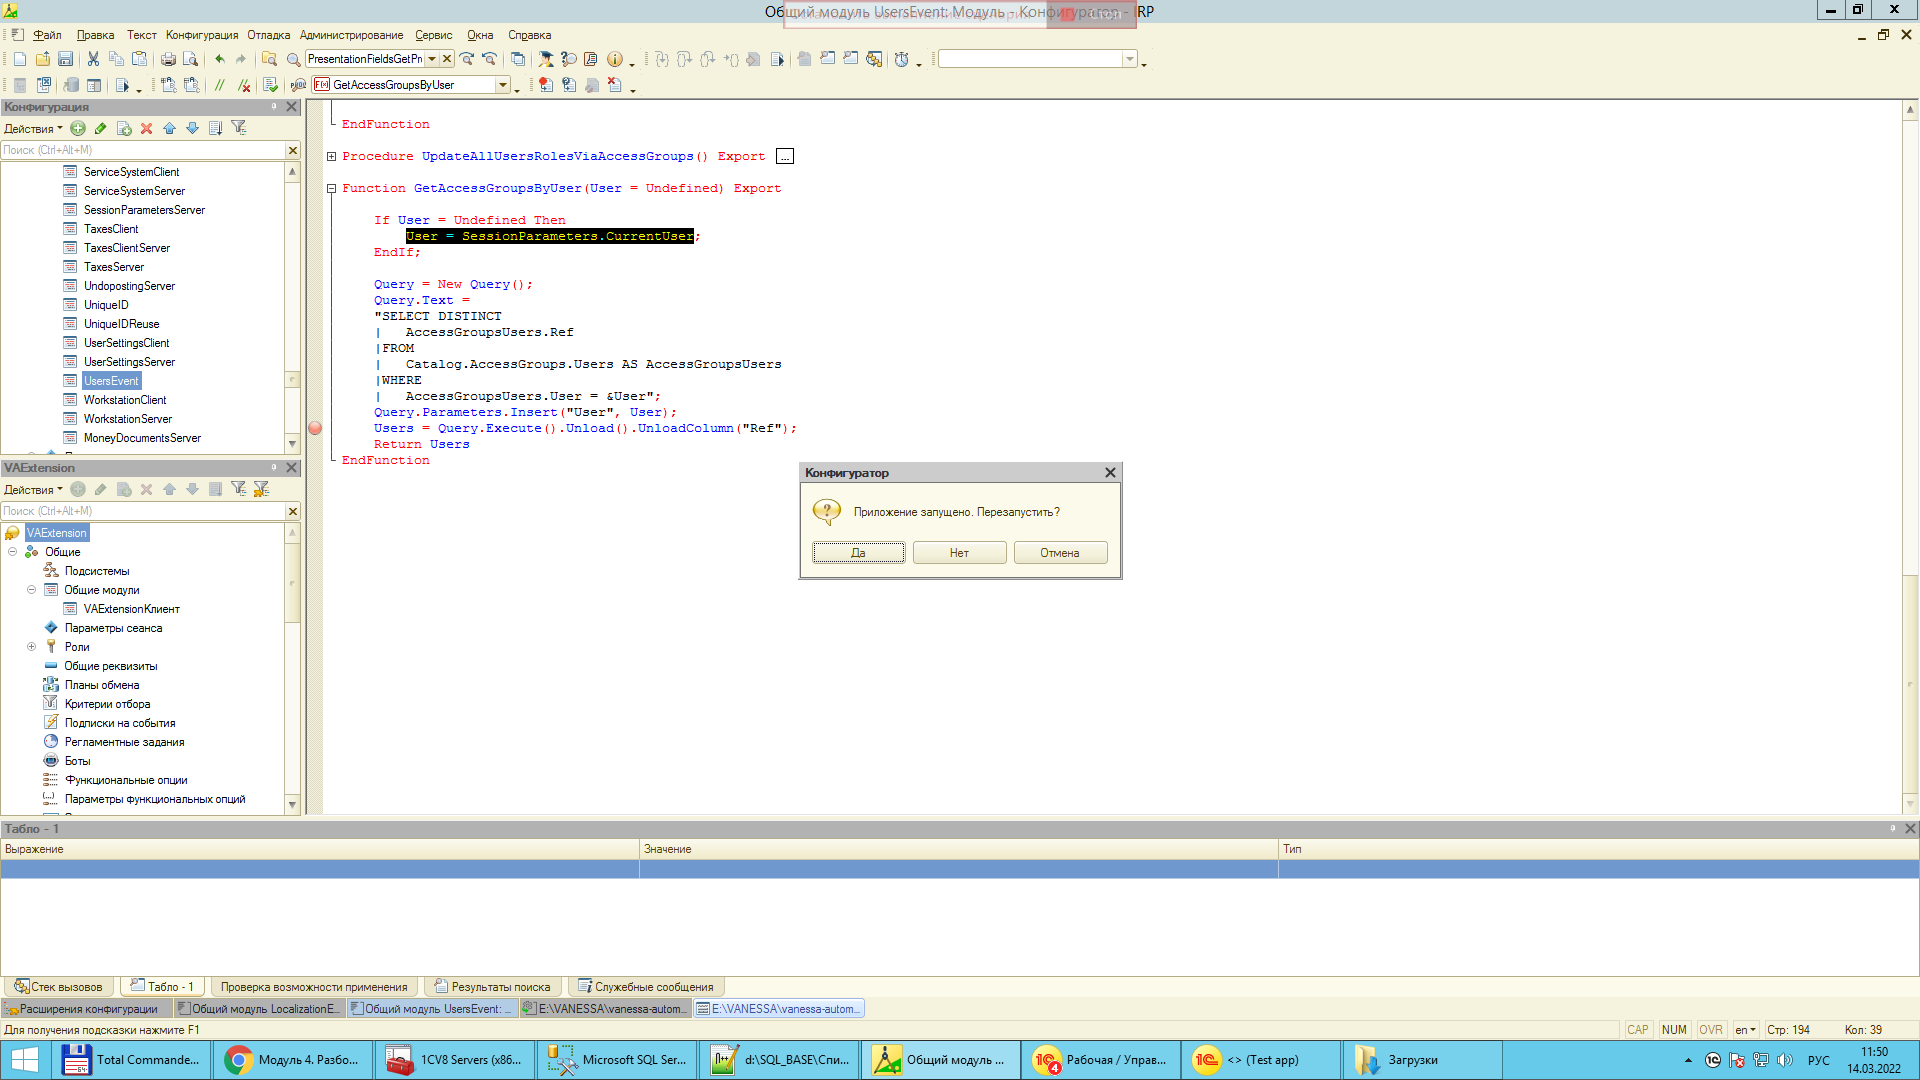 Общий модуль UsersEvent: Модуль - Конфигуратор - IRP
Стоп
Файл Правка Текст Конфигурация Отладка Администрирование Сервис Окна Справка
PresentationFieldsGetPr
GetAccessGroupsByUser
Конфигурация
Действия
Поиск (Ctrl+Alt+M)
ServiceSystemClient
ServiceSystemServer
SessionParametersServer
TaxesClient
TaxesClientServer
TaxesServer
UndopostingServer
UniqueID
UniqueIDReuse
UserSettingsClient
UserSettingsServer
UsersEvent
WorkstationClient
WorkstationServer
MoneyDocumentsServer
VAExtension
Действия
Поиск (Ctrl+Alt+M)
VAExtension
Общие
Подсистемы
Общие модули
VAExtensionКлиент
Параметры сеанса
Роли
Общие реквизиты
Планы обмена
Критерии отбора
Подписки на события
Регламентные задания
Боты
Функциональные опции
Параметры функциональных опций
EndFunction
Procedure UpdateAllUsersRolesViaAccessGroups() Export ...
Function GetAccessGroupsByUser(User = Undefined) Export
If User = Undefined Then
User = SessionParameters.CurrentUser;
EndIf;
Query = New Query();
Query.Text =
"SELECT DISTINCT
| AccessGroupsUsers.Ref
|FROM
| Catalog.AccessGroups.Users AS AccessGroupsUsers
|WHERE
| AccessGroupsUsers.User = &User";
Query.Parameters.Insert("User", User);
Users = Query.Execute().Unload().UnloadColumn("Ref");
Return Users
EndFunction
Конфигуратор
Приложение запущено. Перезапустить?
Да Нет Отмена
Табло - 1
Выражение Значение Тип
Стек вызовов Табло - 1 Проверка возможности применения Результаты поиска Служебные сообщения
Расширения конфигурации Общий модуль LocalizationE... Общий модуль UsersEvent: ... E:\VANESSA\vanessa-autom... E:\VANESSA\vanessa-autom...
Для получения подсказки нажмите F1 CAP NUM OVR en Стр: 194 Кол: 39
Total Commande... Модуль 4. Разбо... 1CV8 Servers (x86... Microsoft SQL Ser... d:\SQL_BASE\Спи... Общий модуль ... Рабочая / Управ... <> (Test app) Загрузки РУС 11:50
14.03.2022